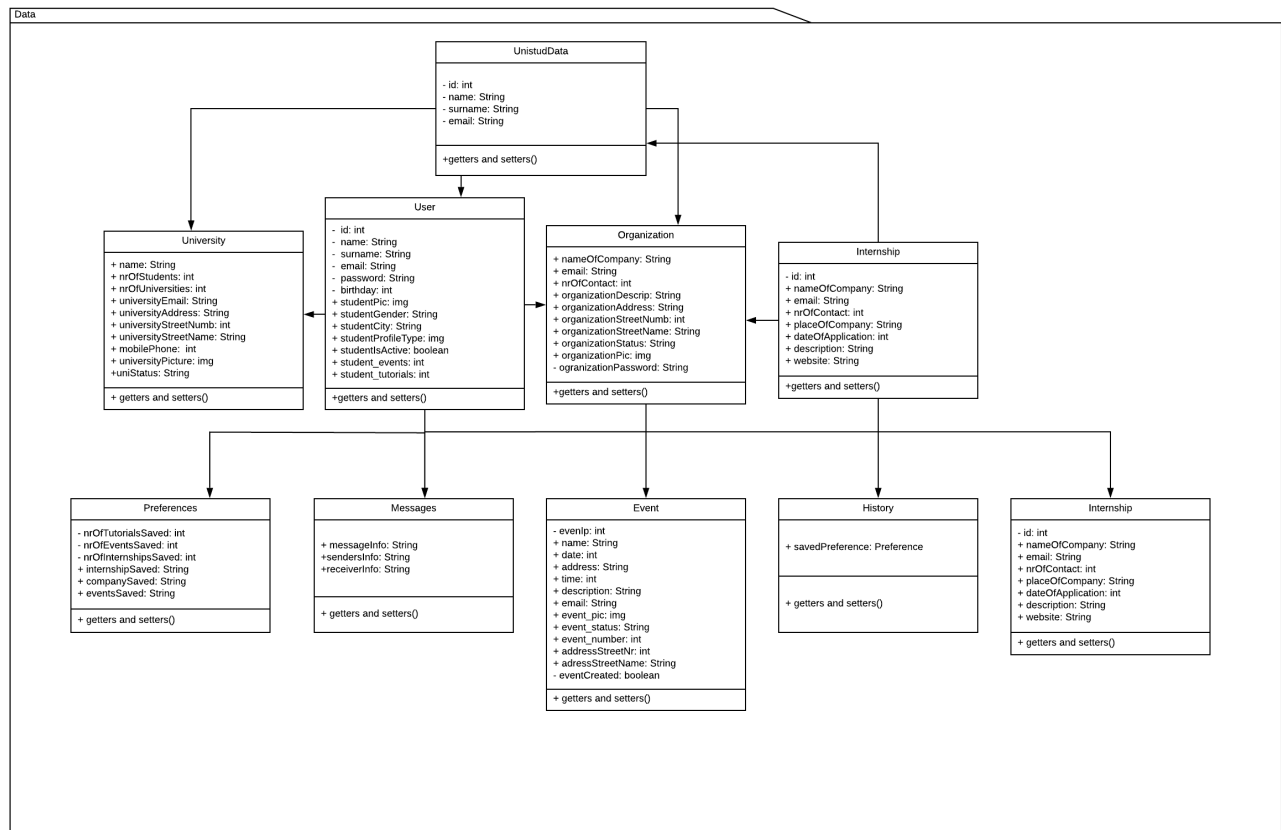 Data
UnistudData
- id: int
- name: String
- surname: String
- email: String
+getters and setters()
University
+ name: String
+ nrOfStudents: int
+ nrOfUniversities: int
+ universityEmail: String
+ universityAddress: String
+ universityStreetNumb: int
+ universityStreetName: String
+ mobilePhone: int
+ universityPicture: img
+uniStatus: String
+ getters and setters()
User
- id: int
- name: String
- surname: String
- email: String
- password: String
- birthday: int
+ studentPic: img
+ studentGender: String
+ studentCity: String
+ studentProfileType: img
+ studentIsActive: boolean
+ student_events: int
+ student_tutorials: int
+getters and setters()
Organization
+ nameOfCompany: String
+ email: String
+ nrOfContact: int
+ organizationDescrip: String
+ organizationAddress: String
+ organizationStreetNumb: int
+ organizationStreetName: String
+ organizationStatus: String
+ organizationPic: img
- ogranizationPassword: String
+getters and setters()
Internship
- id: int
+ nameOfCompany: String
+ email: String
+ nrOfContact: int
+ placeOfCompany: String
+ dateOfApplication: int
+ description: String
+ website: String
+getters and setters()
Preferences
- nrOfTutorialsSaved: int
- nrOfEventsSaved: int
- nrOfInternshipsSaved: int
+ internshipSaved: String
+ companySaved: String
+ eventsSaved: String
+ getters and setters()
Messages
+ messageInfo: String
+sendersInfo: String
+receiverInfo: String
+ getters and setters()
Event
- evenIp: int
+ name: String
+ date: int
+ address: String
+ time: int
+ description: String
+ email: String
+ event_pic: img
+ event_status: String
+ event_number: int
+ addressStreetNr: int
+ adressStreetName: String
- eventCreated: boolean
+ getters and setters()
History
+ savedPreference: Preference
+ getters and setters()
Internship
- id: int
+ nameOfCompany: String
+ email: String
+ nrOfContact: int
+ placeOfCompany: String
+ dateOfApplication: int
+ description: String
+ website: String
+ getters and setters()